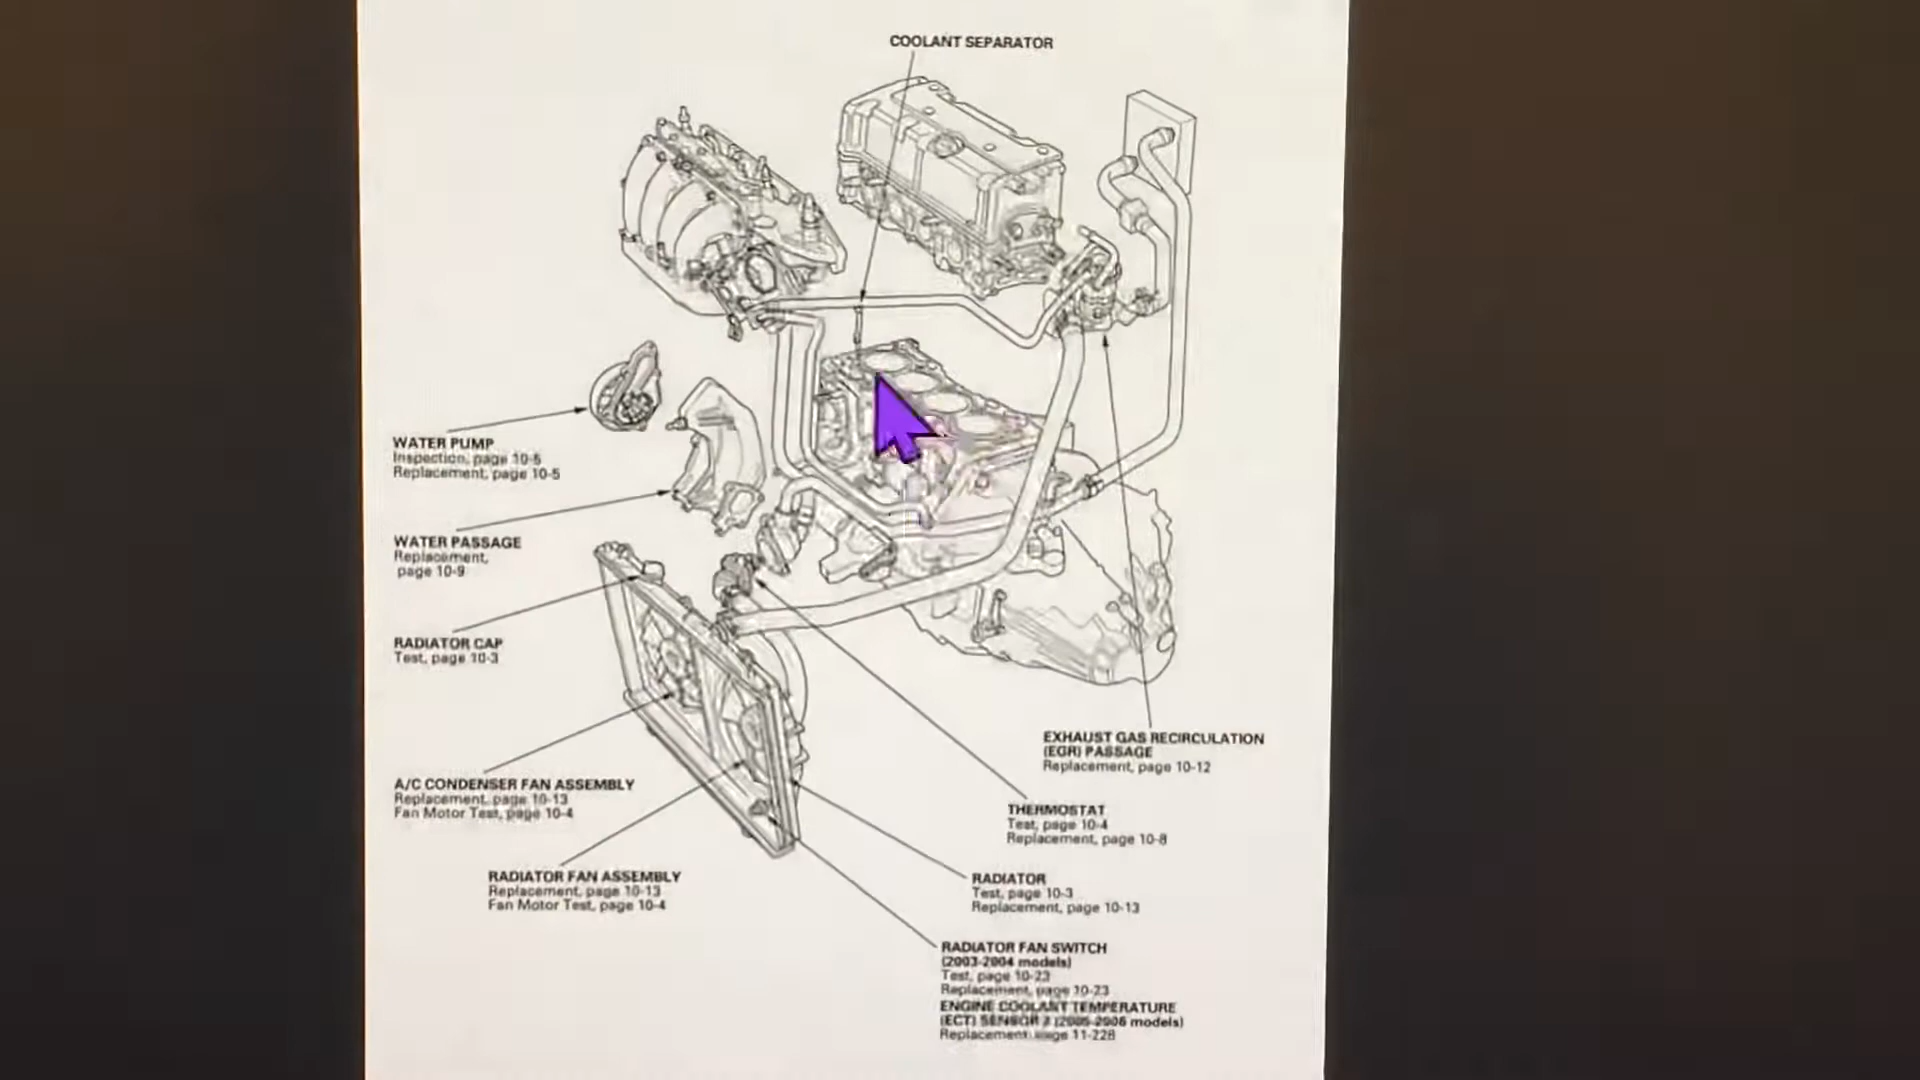 COOLANT SEPARATOR
WATER PUMP
Inspection, page 10-5
Replacement, page 10-5
WATER PASSAGE
Replacement,
page 10-9
RADIATOR CAP
Test, page 10-3
A/C CONDENSER FAN ASSEMBLY
Replacement, page 10-13
Fan Motor Test, page 10-4
RADIATOR FAN ASSEMBLY
Replacement, page 10-13
Fan Motor Test, page 10-4
EXHAUST GAS RECIRCULATION
(EGR) PASSAGE
Replacement, page 10-12
THERMOSTAT
Test, page 10-4
Replacement, page 10-8
RADIATOR
Test, page 10-3
Replacement, page 10-13
RADIATOR FAN SWITCH
(2003-2004 models)
Test, page 10-23
Replacement, page 10-23
ENGINE COOLANT TEMPERATURE
(ECT) SENSOR 2 (2005-2006 models)
Replacement, page 11-228